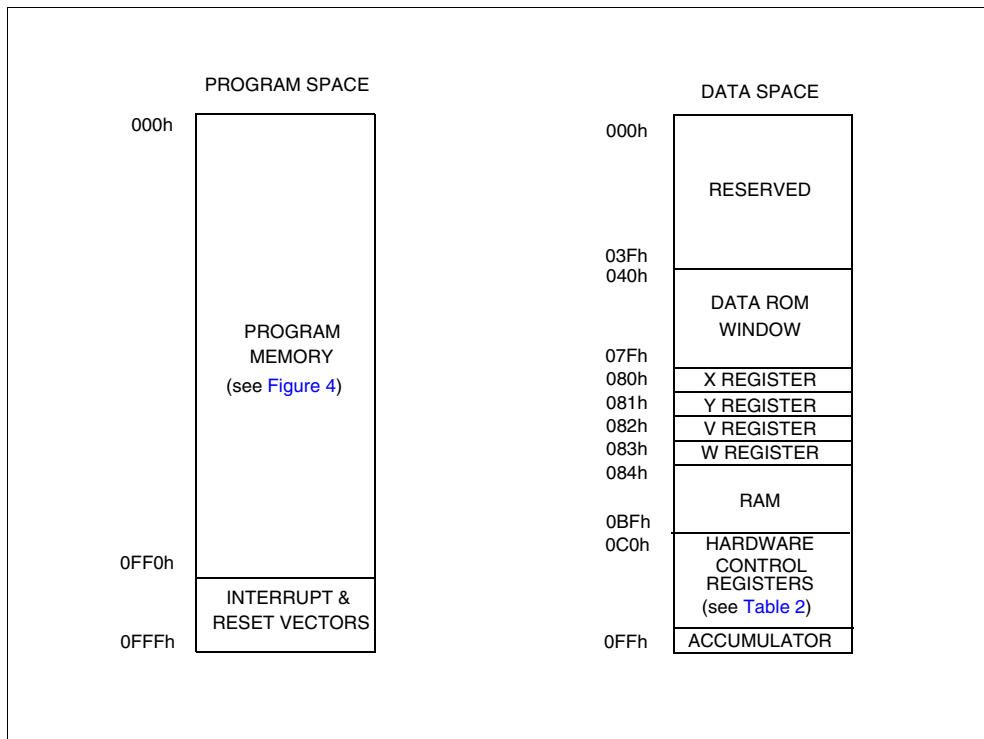 PROGRAM SPACE
000h
PROGRAM
MEMORY
(see Figure 4)
0FF0h
INTERRUPT &
RESET VECTORS
0FFFh
DATA SPACE
000h
RESERVED
03Fh
040h
DATA ROM
WINDOW
07Fh
080h
X REGISTER
081h
Y REGISTER
082h
V REGISTER
083h
W REGISTER
084h
RAM
0BFh
0C0h
HARDWARE
CONTROL
REGISTERS
(see Table 2)
0FFh
ACCUMULATOR